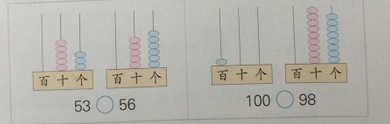 百 十 个 百 十 个 百 十 个 百 十 个
53 ○ 56 100 ○ 98